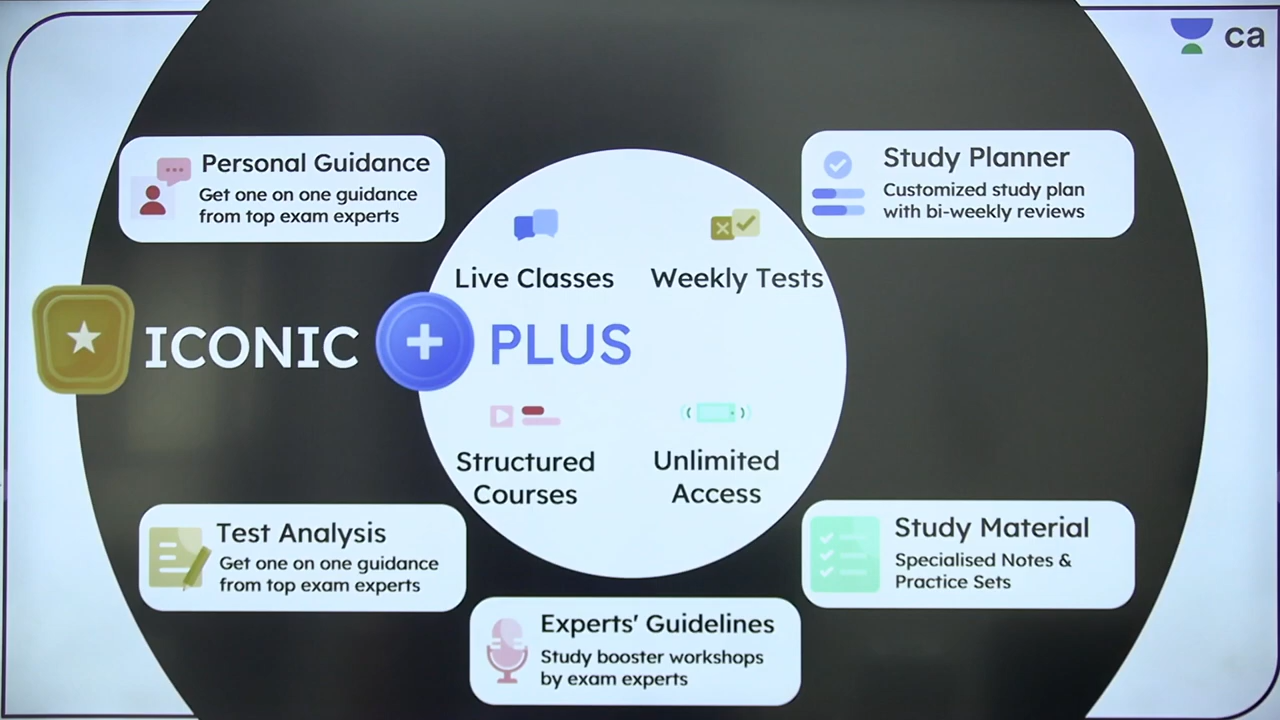 ca
Personal Guidance
Get one on one guidance
from top exam experts
Study Planner
Customized study plan
with bi-weekly reviews
Live Classes
Weekly Tests
ICONIC
PLUS
Structured
Courses
Unlimited
Access
Test Analysis
Get one on one guidance
from top exam experts
Study Material
Specialised Notes &
Practice Sets
Experts' Guidelines
Study booster workshops
by exam experts